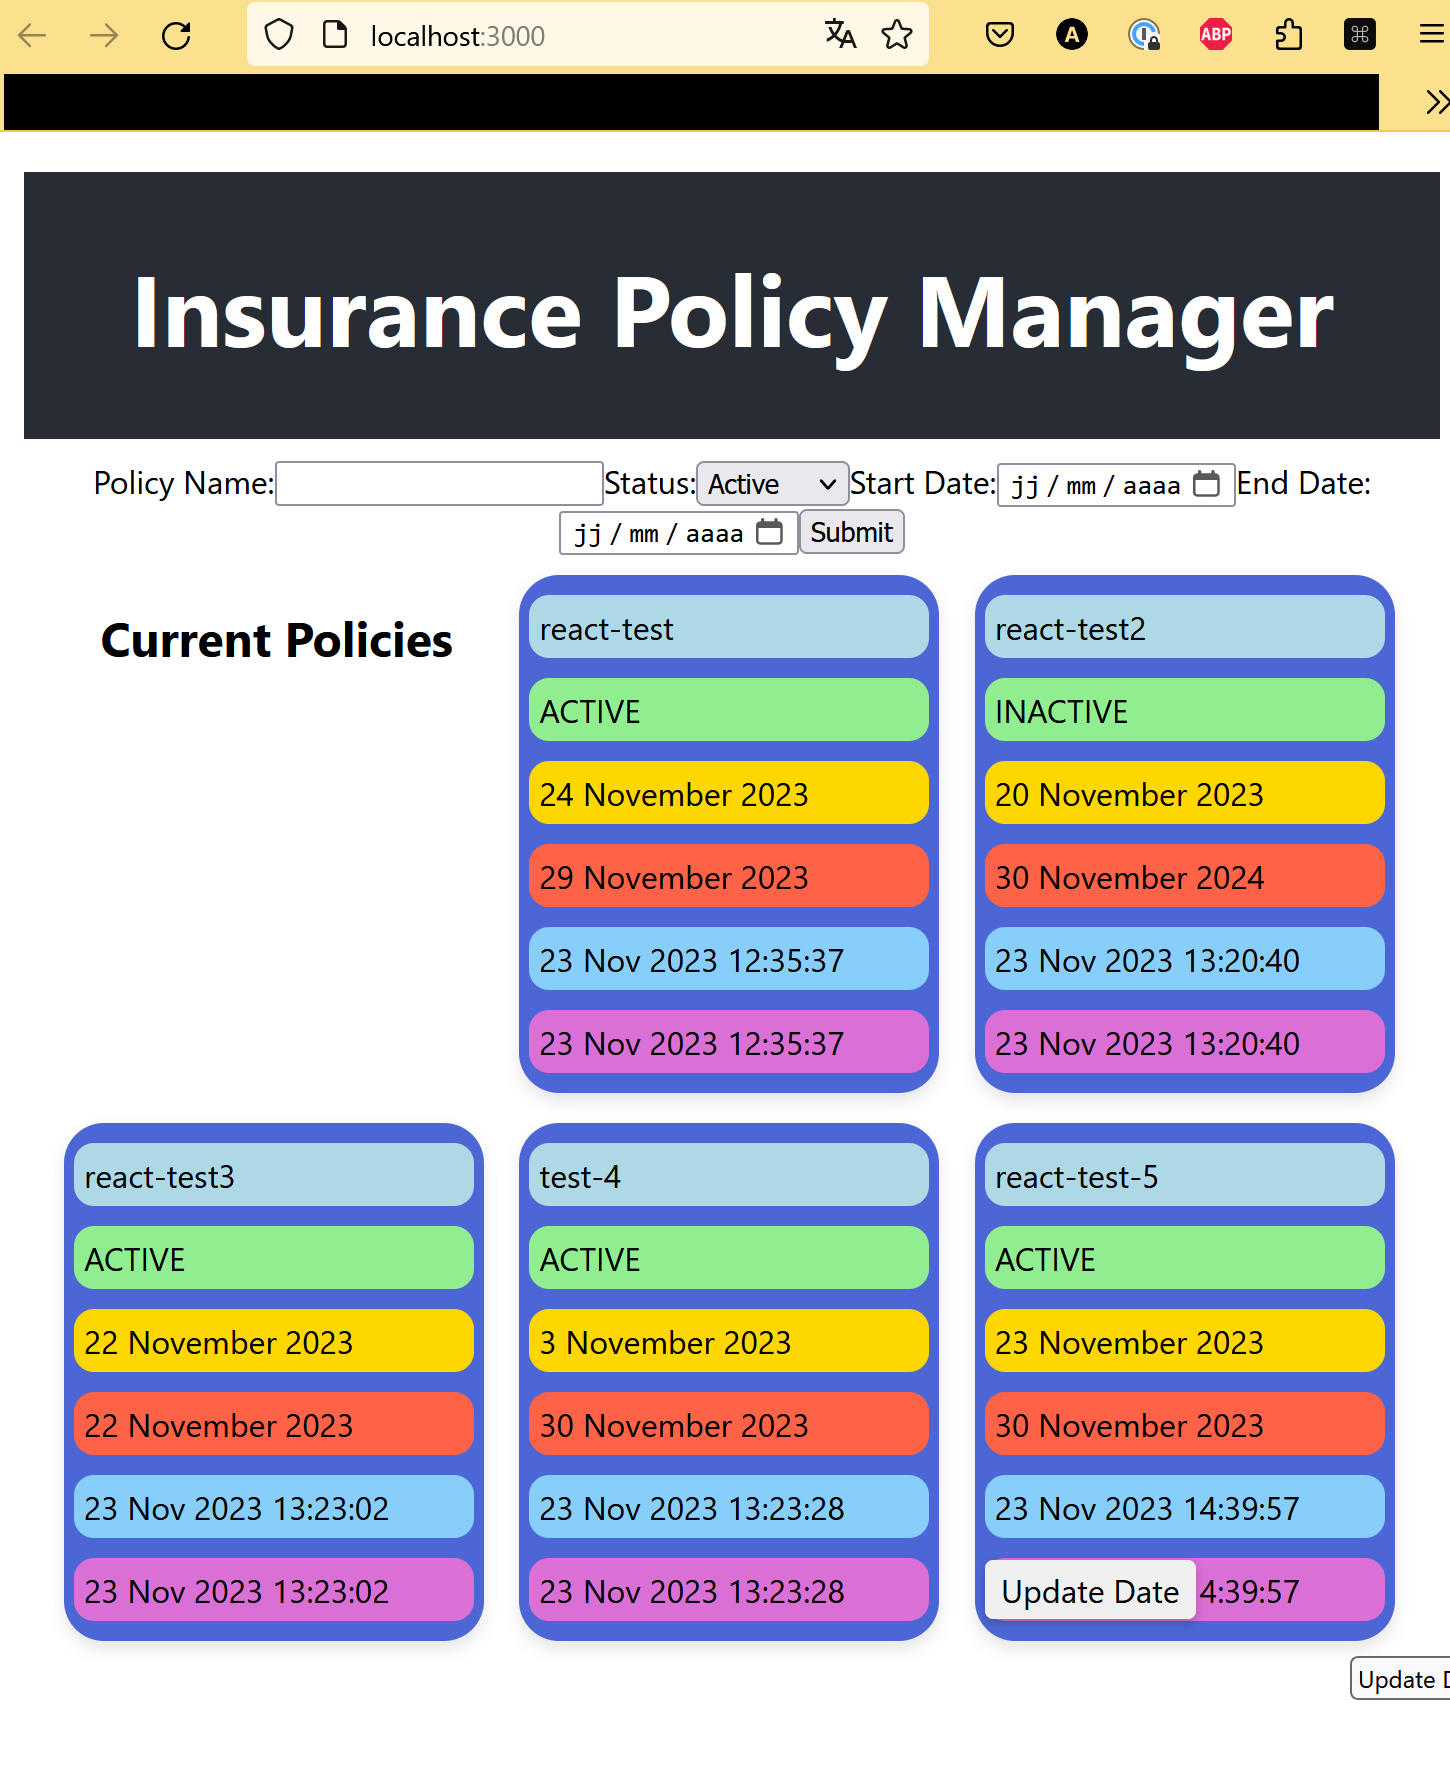 localhost:3000
ABP
Insurance Policy Manager
Policy Name: Status: Active Start Date: jj / mm / aaaa End Date:
jj / mm / aaaa Submit
Current Policies
react-test
ACTIVE
24 November 2023
29 November 2023
23 Nov 2023 12:35:37
23 Nov 2023 12:35:37
react-test2
INACTIVE
20 November 2023
30 November 2024
23 Nov 2023 13:20:40
23 Nov 2023 13:20:40
react-test3
ACTIVE
22 November 2023
22 November 2023
23 Nov 2023 13:23:02
23 Nov 2023 13:23:02
test-4
ACTIVE
3 November 2023
30 November 2023
23 Nov 2023 13:23:28
23 Nov 2023 13:23:28
react-test-5
ACTIVE
23 November 2023
30 November 2023
23 Nov 2023 14:39:57
Update Date 4:39:57
Update